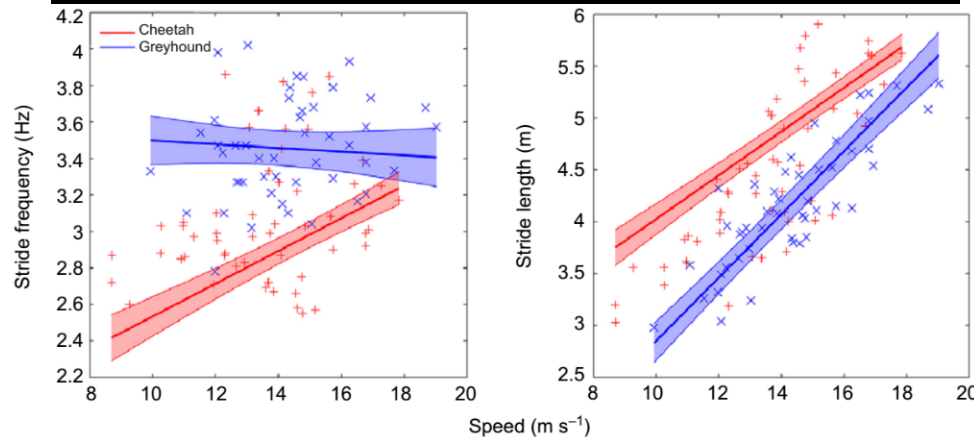 Cheetah
Greyhound
Stride frequency (Hz)
4.2
4
3.8
3.6
3.4
3.2
3
2.8
2.6
2.4
2.2
8 10 12 14 16 18 20
Stride length (m)
6
5.5
5
4.5
4
3.5
3
2.5
8 10 12 14 16 18 20
Speed (m s⁻¹)